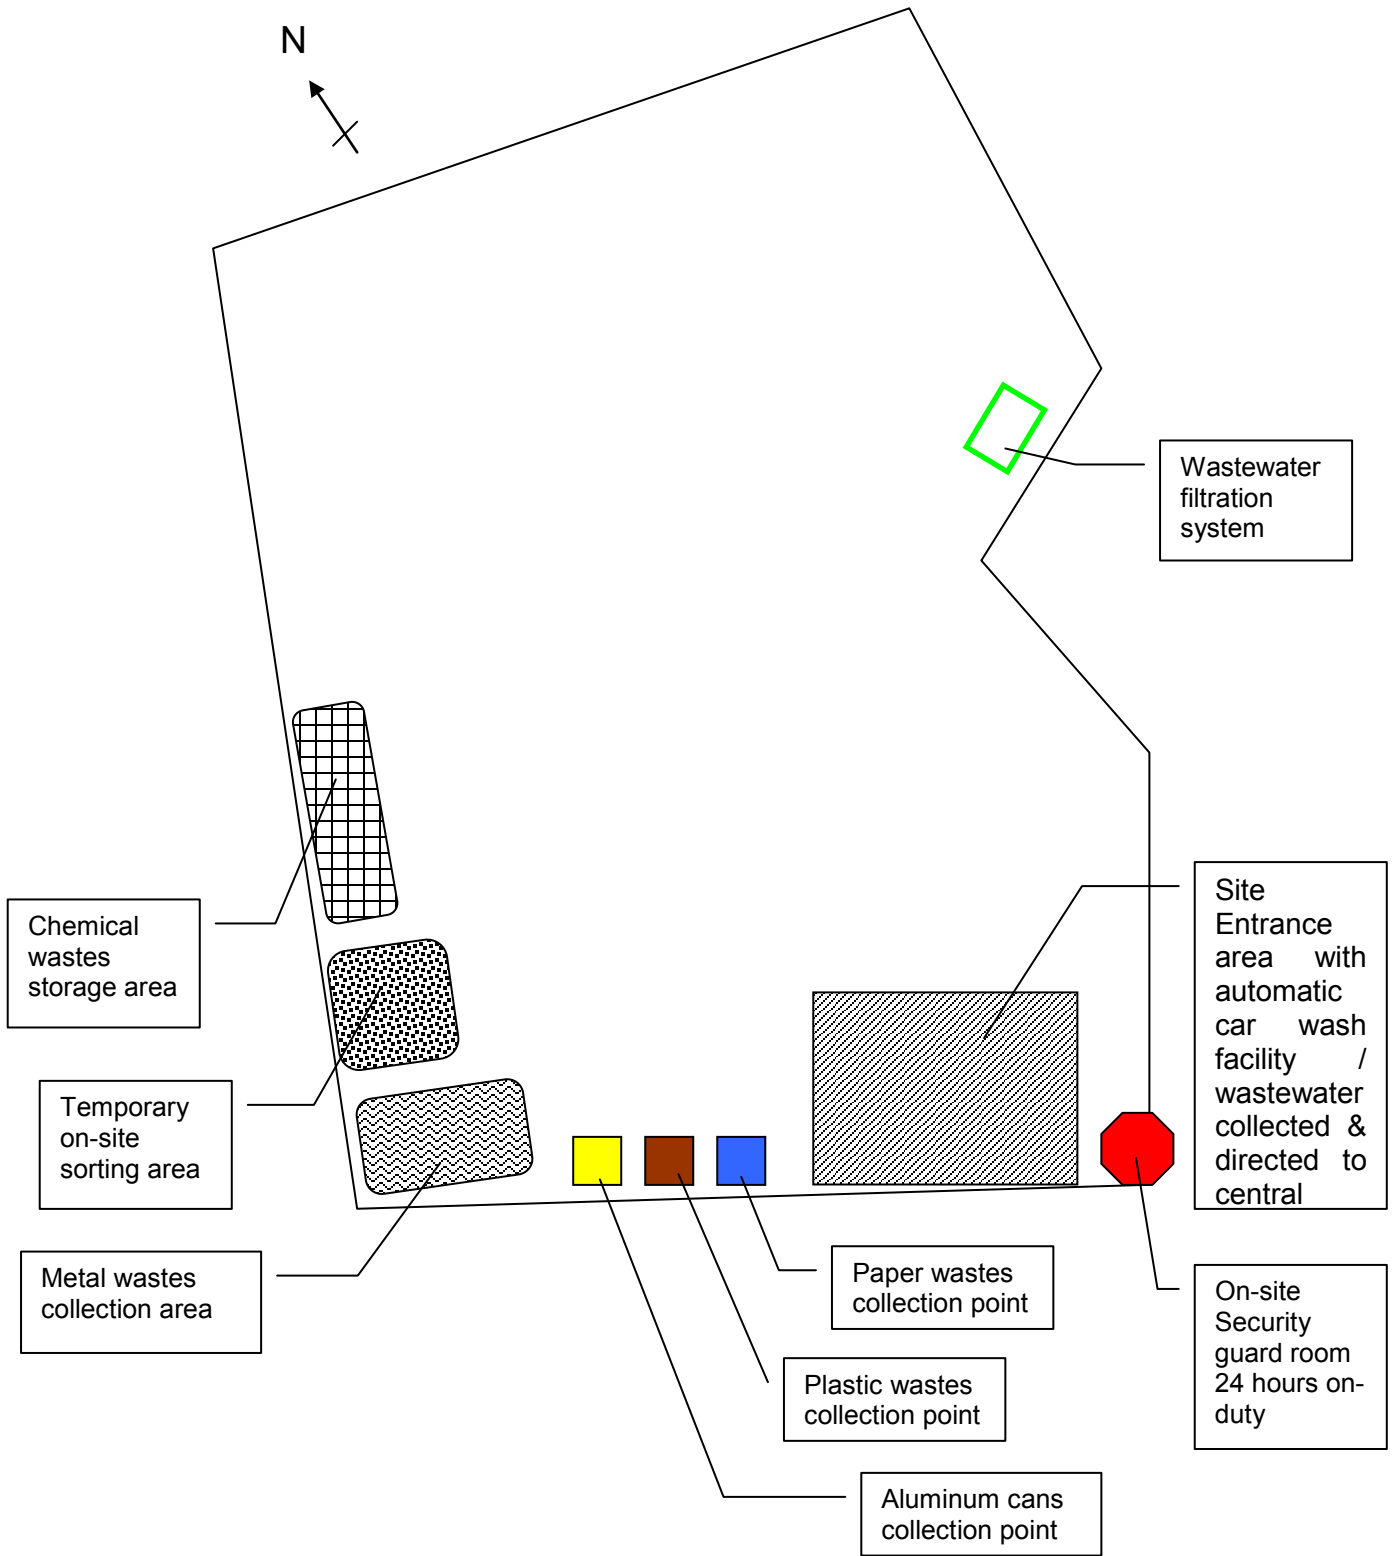 N
Wastewater
filtration
system
Site
Entrance
area with
automatic
car wash
facility /
wastewater
collected &
directed to
central
Chemical
wastes
storage area
Temporary
on-site
sorting area
Metal wastes
collection area
Paper wastes
collection point
On-site
Security
guard room
24 hours on-
duty
Plastic wastes
collection point
Aluminum cans
collection point